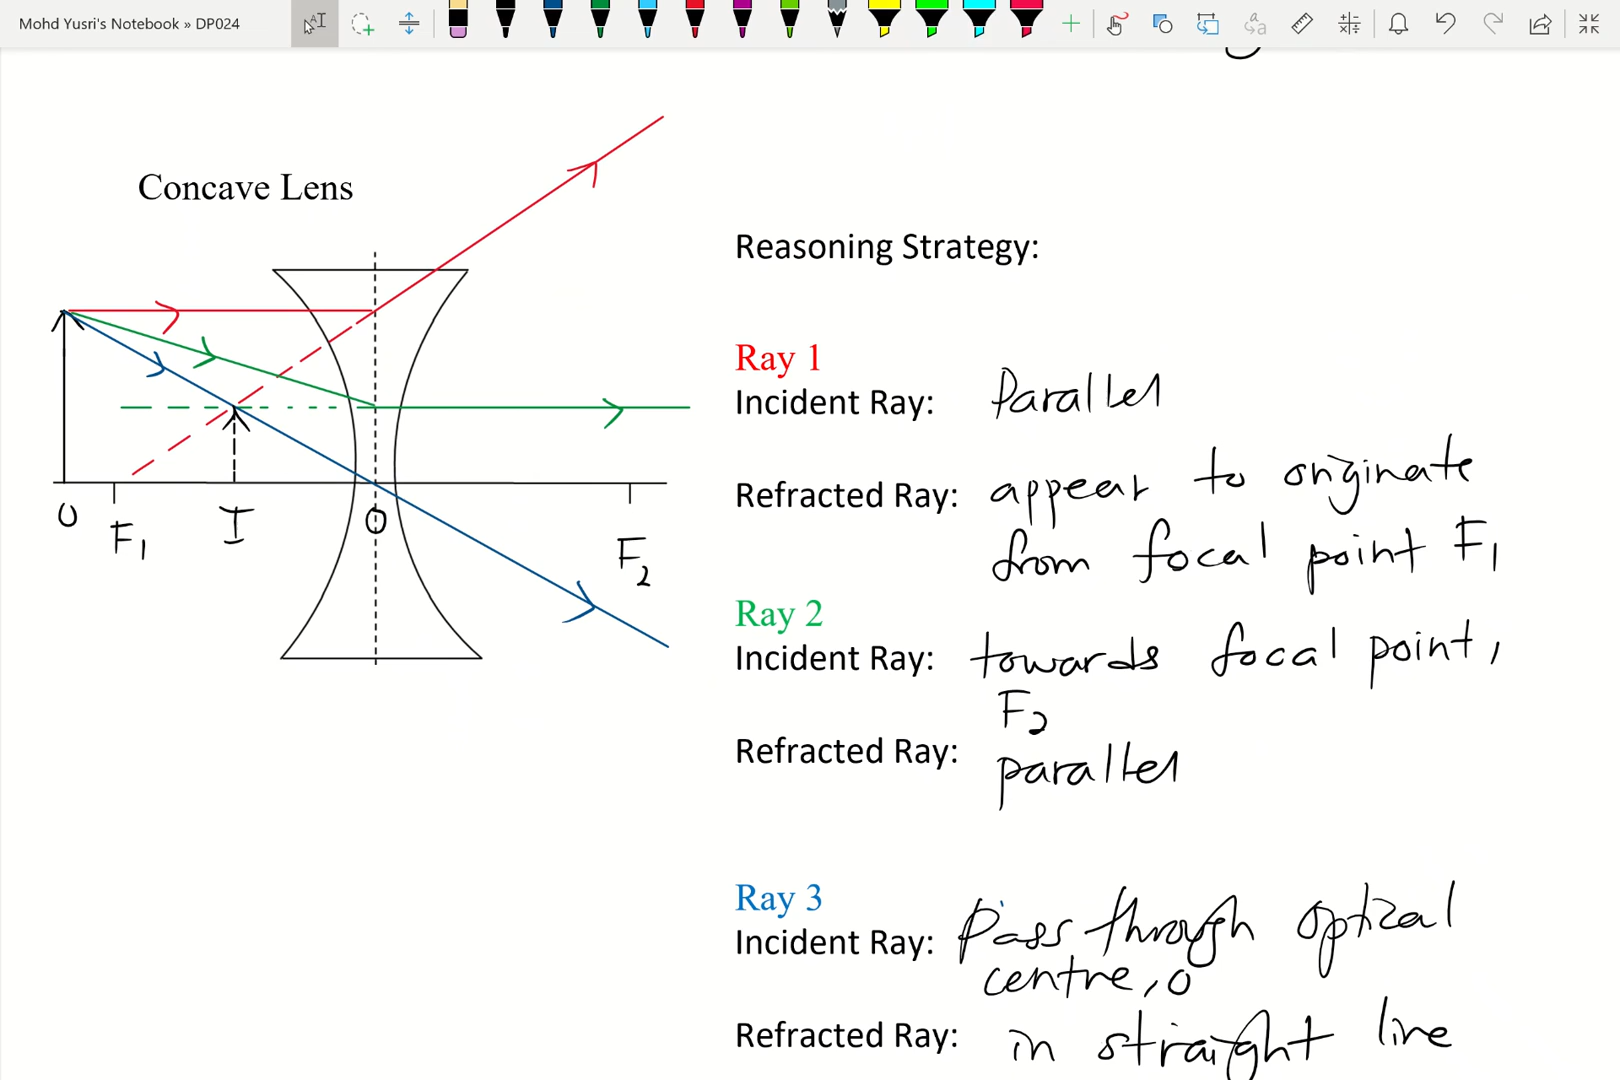 Mohd Yusri's Notebook » DP024
Concave Lens
O
F1
I
O
F2
Reasoning Strategy:
Ray 1
Incident Ray: Parallel
Refracted Ray: appear to originate
from focal point F1
Ray 2
Incident Ray: towards focal point,
F2
Refracted Ray: parallel
Ray 3
Incident Ray: Pass through optical
centre, O
Refracted Ray: in straight line